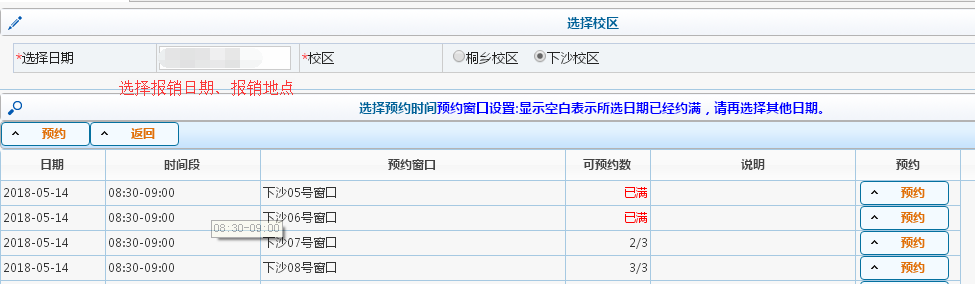 选择校区
*选择日期 *校区 桐乡校区 下沙校区
选择报销日期、报销地点
选择预约时间预约窗口设置:显示空白表示所选日期已经约满，请再选择其他日期。
预约 返回
日期 时间段 预约窗口 可预约数 说明 预约
2018-05-14 08:30-09:00 下沙05号窗口 已满 预约
2018-05-14 08:30-09:00 下沙06号窗口 已满 预约
08:30-09:00
2018-05-14 08:30-09:00 下沙07号窗口 2/3 预约
2018-05-14 08:30-09:00 下沙08号窗口 3/3 预约